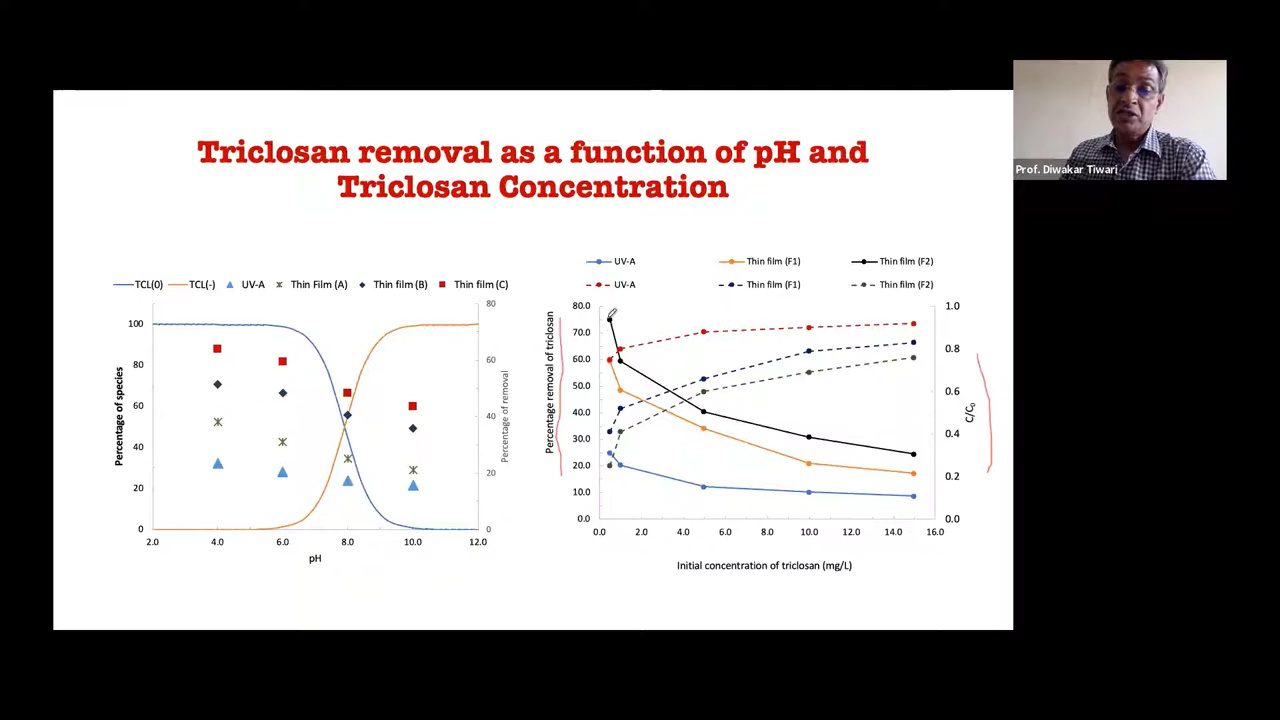 Triclosan removal as a function of pH and
Triclosan Concentration
Prof. Diwakar Tiwari
TCL(0) TCL(-) UV-A Thin Film (A) Thin film (B) Thin film (C)
Percentage of species
100
80
60
40
20
0
2.0 4.0 6.0 8.0 10.0 12.0
pH
80
60
40
20
0
Percentage of removal
UV-A Thin film (F1) Thin film (F2)
UV-A Thin film (F1) Thin film (F2)
Percentage removal of triclosan
80.0
70.0
60.0
50.0
40.0
30.0
20.0
10.0
0.0
0.0 2.0 4.0 6.0 8.0 10.0 12.0 14.0 16.0
Initial concentration of triclosan (mg/L)
1.0
0.8
0.6
0.4
0.2
0.0
C/C₀